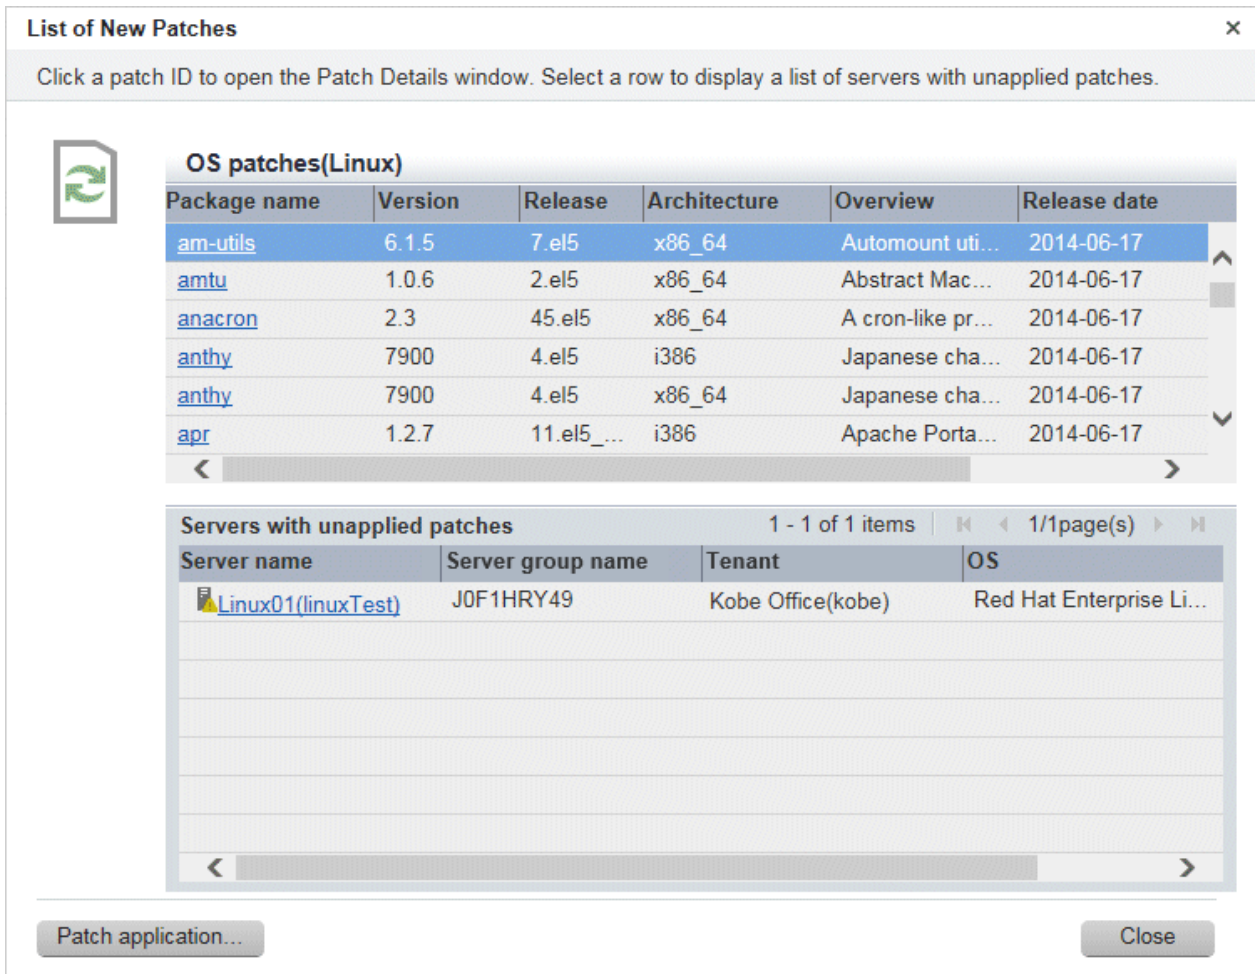 List of New Patches ×
Click a patch ID to open the Patch Details window. Select a row to display a list of servers with unapplied patches.
OS patches(Linux)
Package name Version Release Architecture Overview Release date
am-utils 6.1.5 7.el5 x86_64 Automount uti... 2014-06-17
amtu 1.0.6 2.el5 x86_64 Abstract Mac... 2014-06-17
anacron 2.3 45.el5 x86_64 A cron-like pr... 2014-06-17
anthy 7900 4.el5 i386 Japanese cha... 2014-06-17
anthy 7900 4.el5 x86_64 Japanese cha... 2014-06-17
apr 1.2.7 11.el5_... i386 Apache Porta... 2014-06-17
Servers with unapplied patches 1 - 1 of 1 items 1/1page(s)
Server name Server group name Tenant OS
Linux01(linuxTest) J0F1HRY49 Kobe Office(kobe) Red Hat Enterprise Li...
Patch application... Close